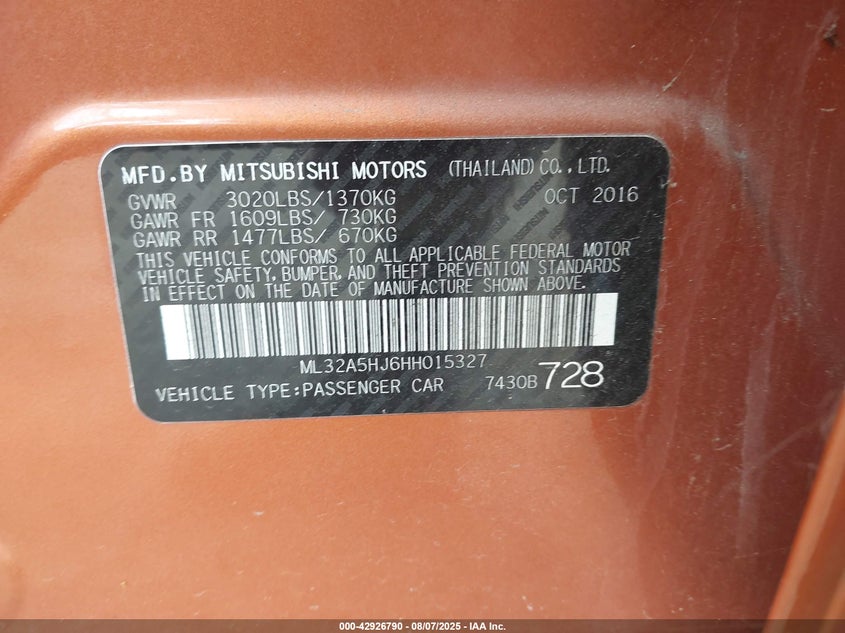 MFD.BY MITSUBISHI MOTORS (THAILAND)CO.,LTD.
GVWR 3020LBS/1370KG OCT 2016
GAWR FR 1609LBS/ 730KG
GAWR RR 1477LBS/ 670KG
THIS VEHICLE CONFORMS TO ALL APPLICABLE FEDERAL MOTOR
VEHICLE SAFETY, BUMPER, AND THEFT PREVENTION STANDARDS
IN EFFECT ON THE DATE OF MANUFACTURE SHOWN ABOVE.
ML32A5HJ6HH015327
VEHICLE TYPE:PASSENGER CAR 7430B 728
000-42926790 - 08/07/2025 - IAA Inc.